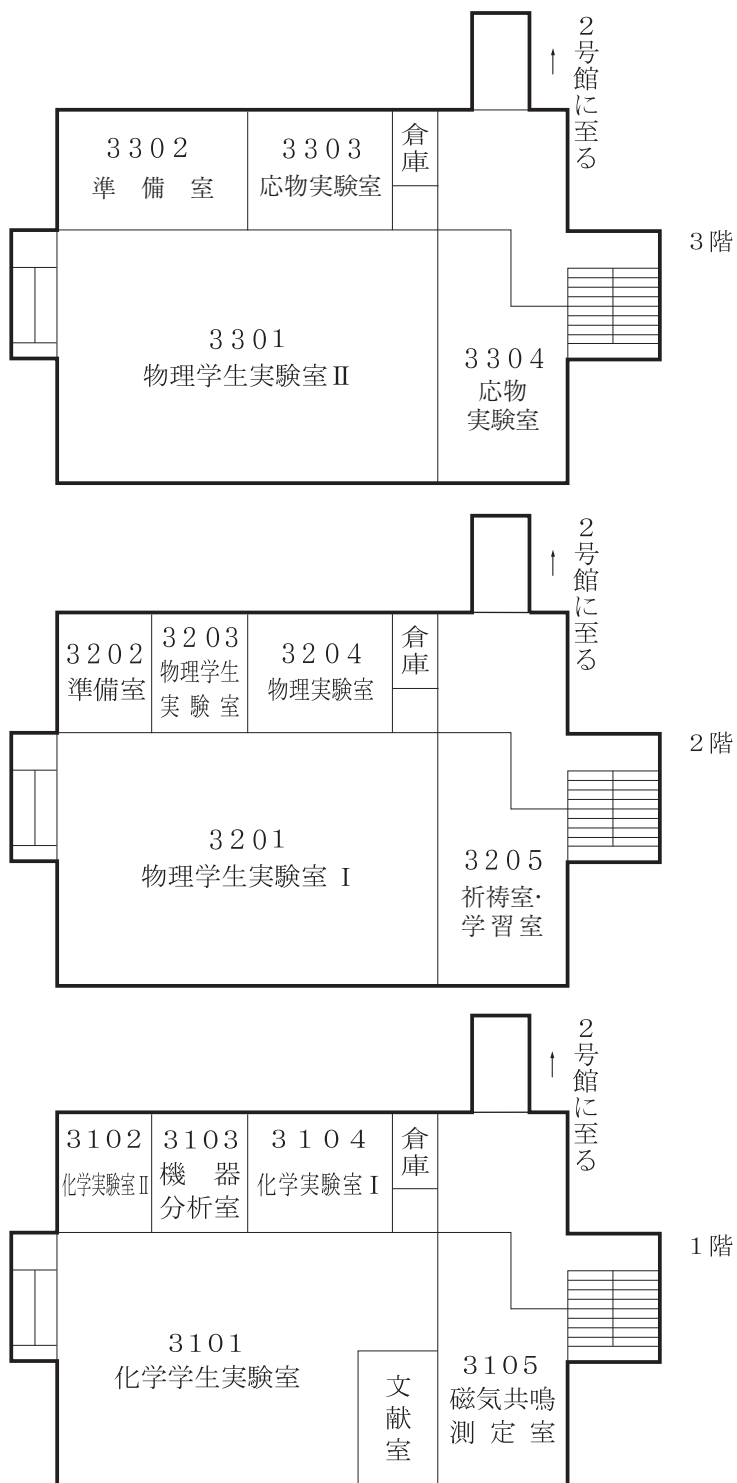 2号館に至る
↑
3302
準備室
3303
応物実験室
倉庫
3階
3301
物理学生実験室Ⅱ
3304
応物
実験室
2号館に至る
↑
3202
準備室
3203
物理学生
実験室
3204
物理実験室
倉庫
2階
3201
物理学生実験室 Ⅰ
3205
祈祷室・
学習室
2号館に至る
↑
3102
化学実験室Ⅱ
3103
機器
分析室
3104
化学実験室Ⅰ
倉庫
1階
3101
化学学生実験室
文献室
3105
磁気共鳴
測定室